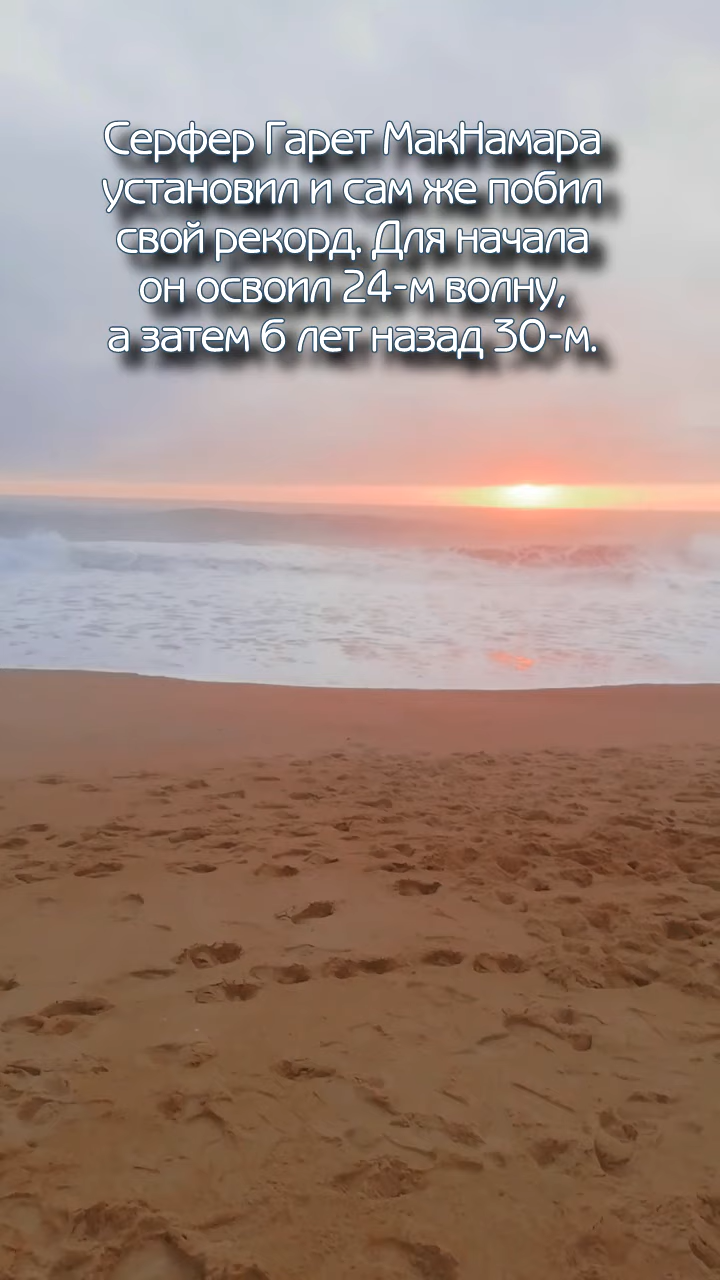 Серфер Гарет МакНамара
установил и сам же побил
свой рекорд. Для начала
он освоил 24-м волну,
а затем 6 лет назад 30-м.